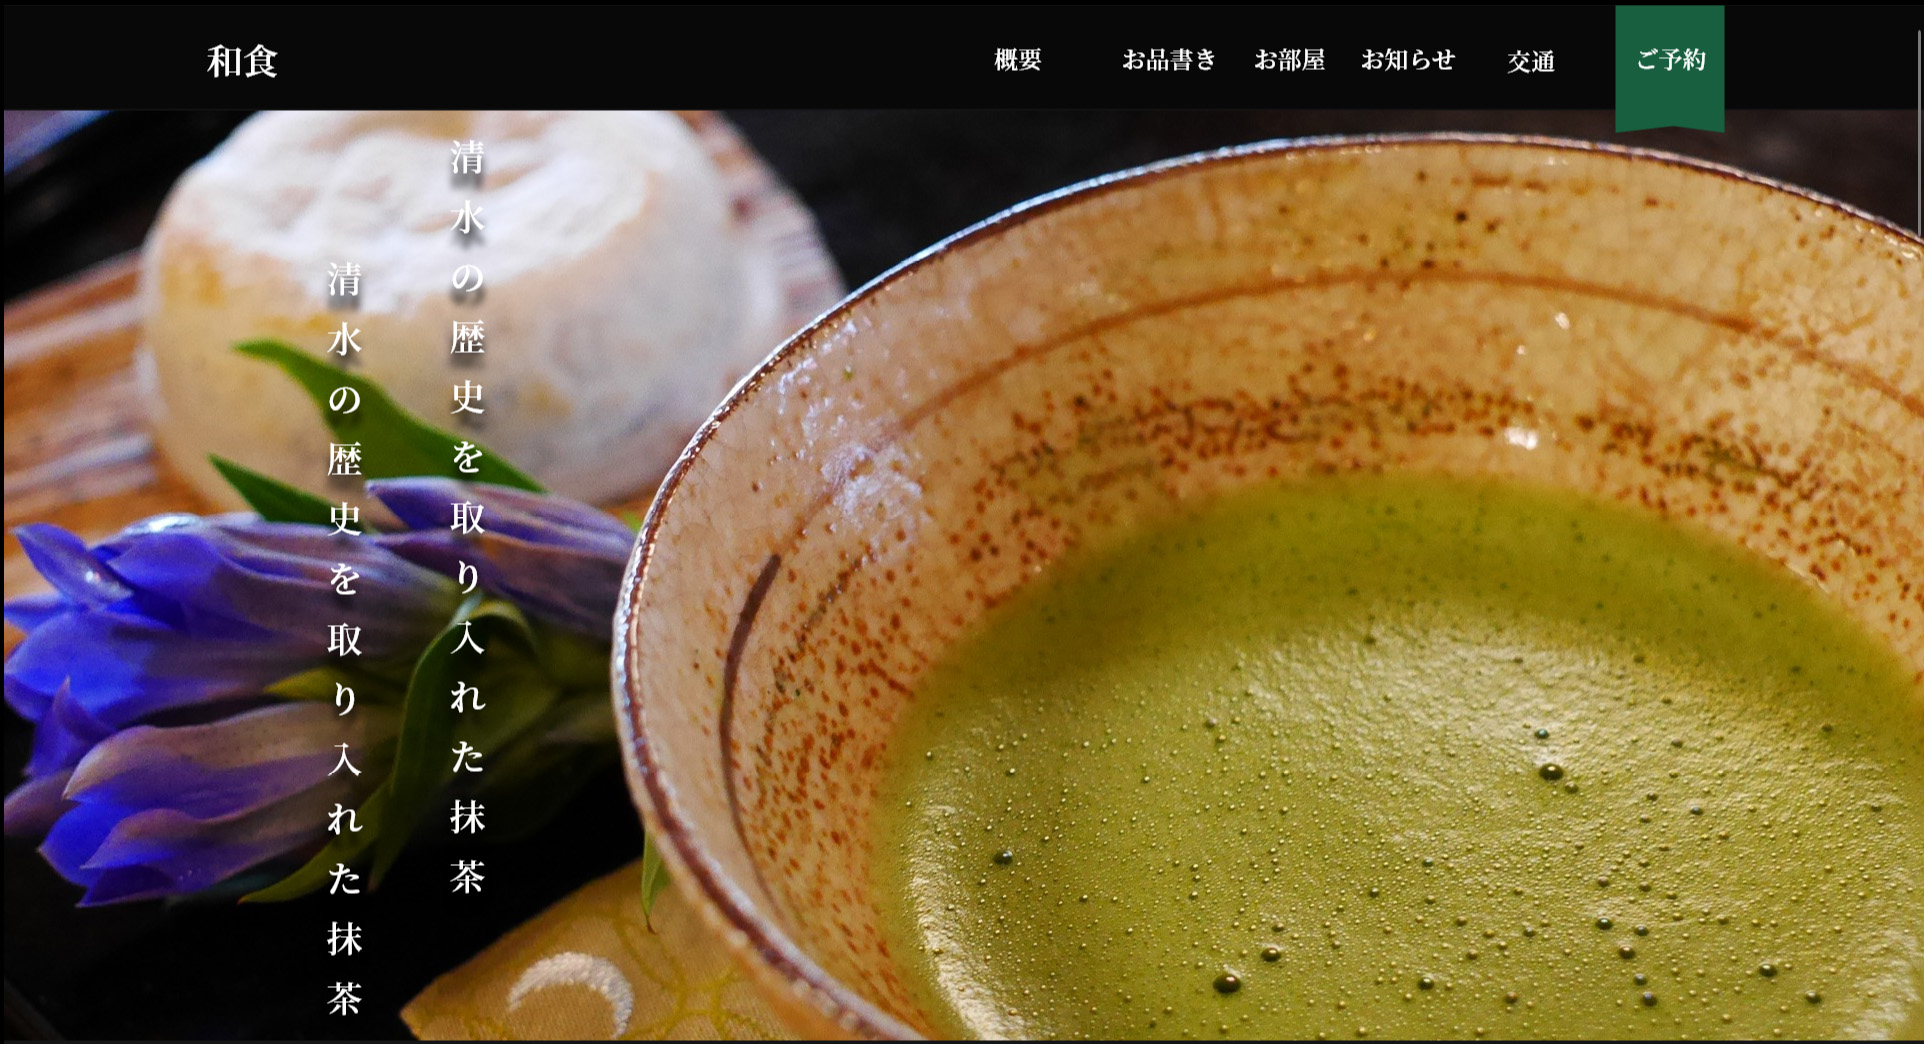 和食
概要
お品書き
お部屋
お知らせ
交通
ご予約
清水の歴史を取り入れた抹茶
清水の歴史を取り入れた抹茶